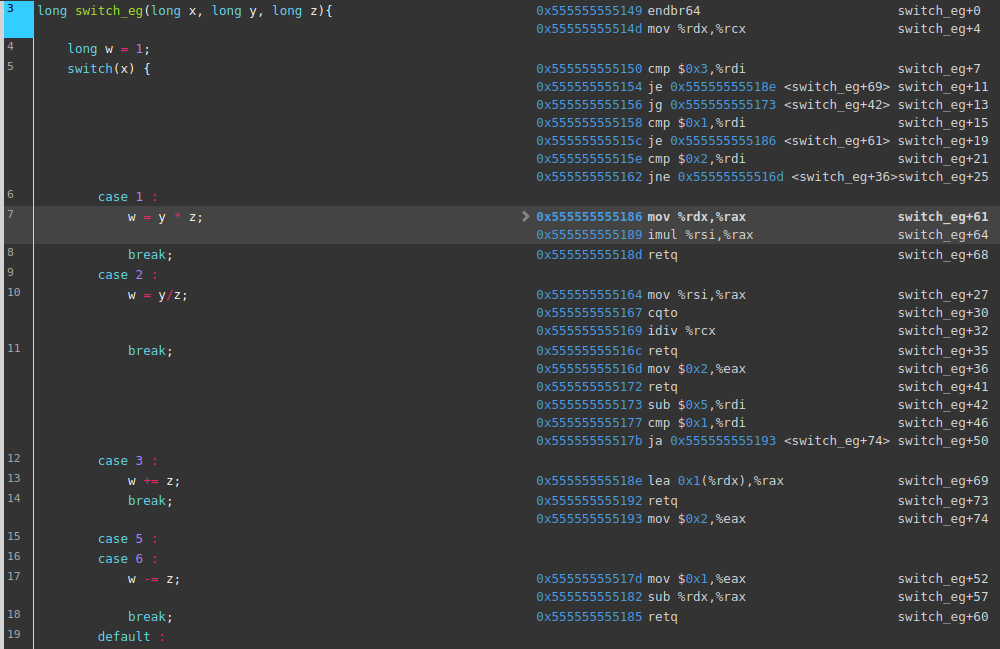 3 long switch_eg(long x, long y, long z){ 0x555555555149 endbr64 switch_eg+0
0x55555555514d mov %rdx,%rcx switch_eg+4
4 long w = 1;
5 switch(x) { 0x555555555150 cmp $0x3,%rdi switch_eg+7
0x555555555154 je 0x55555555518e <switch_eg+69> switch_eg+11
0x555555555156 jg 0x555555555173 <switch_eg+42> switch_eg+13
0x555555555158 cmp $0x1,%rdi switch_eg+15
0x55555555515c je 0x555555555186 <switch_eg+61> switch_eg+19
0x55555555515e cmp $0x2,%rdi switch_eg+21
0x555555555162 jne 0x55555555516d <switch_eg+36> switch_eg+25
6 case 1 :
7 w = y * z; 0x555555555186 mov %rdx,%rax switch_eg+61
0x555555555189 imul %rsi,%rax switch_eg+64
8 break; 0x55555555518d retq switch_eg+68
9 case 2 :
10 w = y/z; 0x555555555164 mov %rsi,%rax switch_eg+27
0x555555555167 cqto switch_eg+30
0x555555555169 idiv %rcx switch_eg+32
11 break; 0x55555555516c retq switch_eg+35
0x55555555516d mov $0x2,%eax switch_eg+36
0x555555555172 retq switch_eg+41
0x555555555173 sub $0x5,%rdi switch_eg+42
0x555555555177 cmp $0x1,%rdi switch_eg+46
0x55555555517b ja 0x555555555193 <switch_eg+74> switch_eg+50
12 case 3 :
13 w += z; 0x55555555518e lea 0x1(%rdx),%rax switch_eg+69
14 break; 0x555555555192 retq switch_eg+73
0x555555555193 mov $0x2,%eax switch_eg+74
15 case 5 :
16 case 6 :
17 w -= z; 0x55555555517d mov $0x1,%eax switch_eg+52
0x555555555182 sub %rdx,%rax switch_eg+57
18 break; 0x555555555185 retq switch_eg+60
19 default :